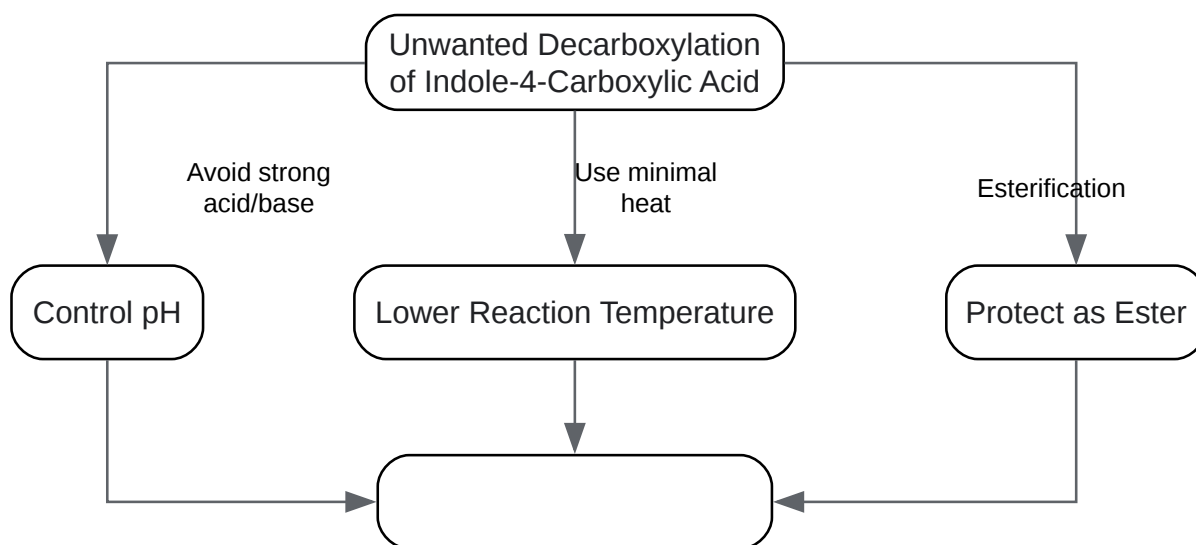 Unwanted Decarboxylation
of Indole-4-Carboxylic Acid
Avoid strong
acid/base
Use minimal
heat
Esterification
Control pH
Lower Reaction Temperature
Protect as Ester